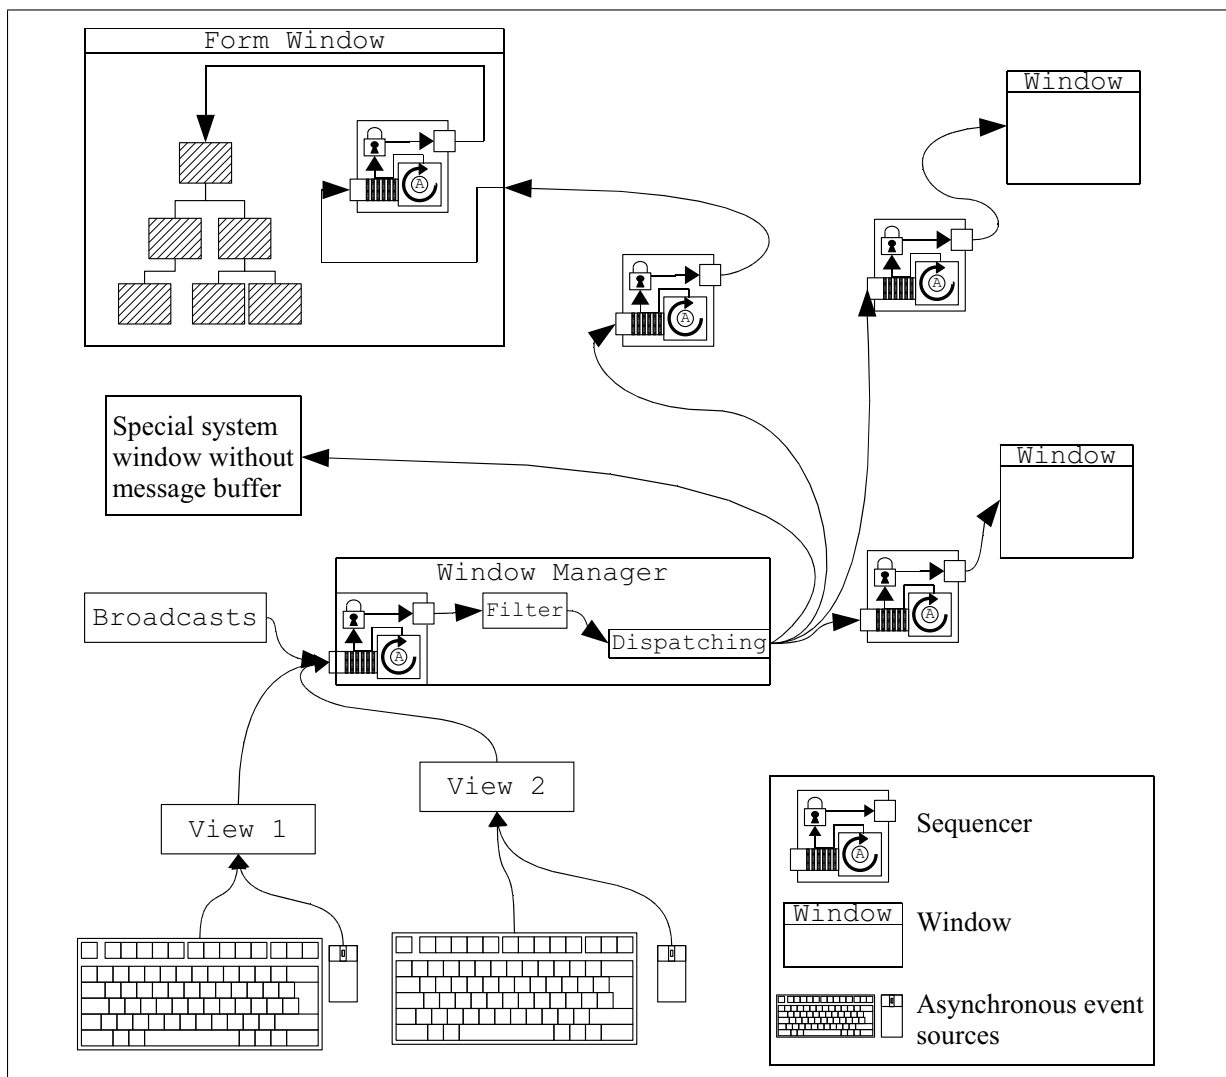 Form Window
A
Window
A
A
Special system
window without
message buffer
Window
A
Window Manager
Filter
Dispatching
A
Broadcasts
View 2
View 1
A
Sequencer
Window
Window
Asynchronous event
sources